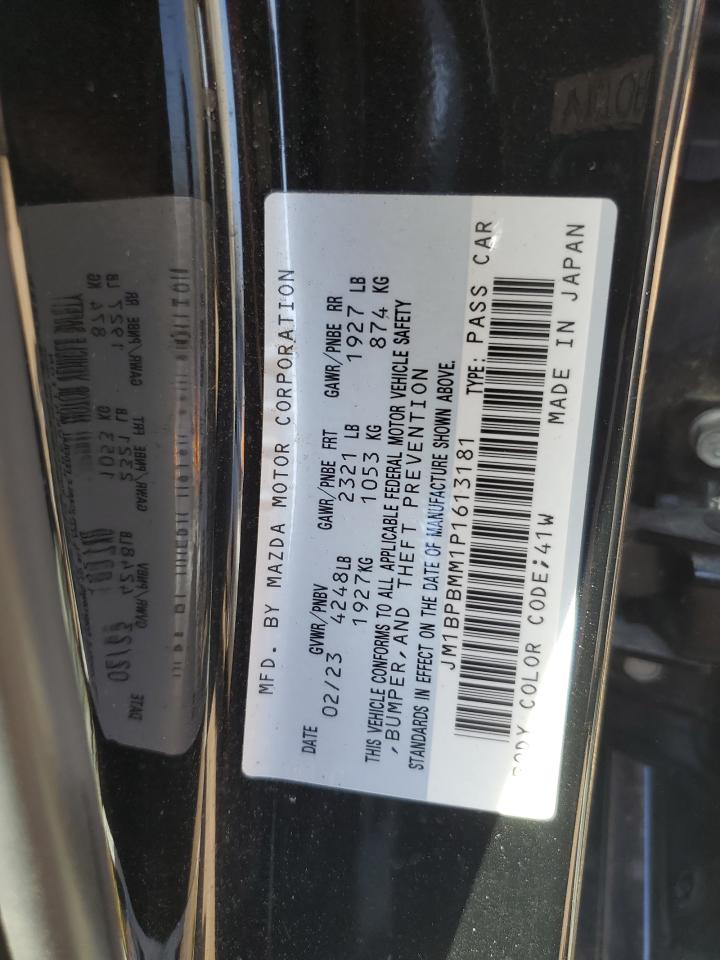 MFD. BY MAZDA MOTOR CORPORATION
DATE GVWR/PNBV GAWR/PNBE FRT GAWR/PNBE RR
02/23 4248LB 2321 LB 1927 LB
1927KG 1053 KG 874 KG
THIS VEHICLE CONFORMS TO ALL APPLICABLE FEDERAL MOTOR VEHICLE SAFETY
,BUMPER,AND THEFT PREVENTION
STANDARDS IN EFFECT ON THE DATE OF MANUFACTURE SHOWN ABOVE.
JM1BPBMM1P1613181 TYPE: PASS CAR
BODY COLOR CODE;41W MADE IN JAPAN